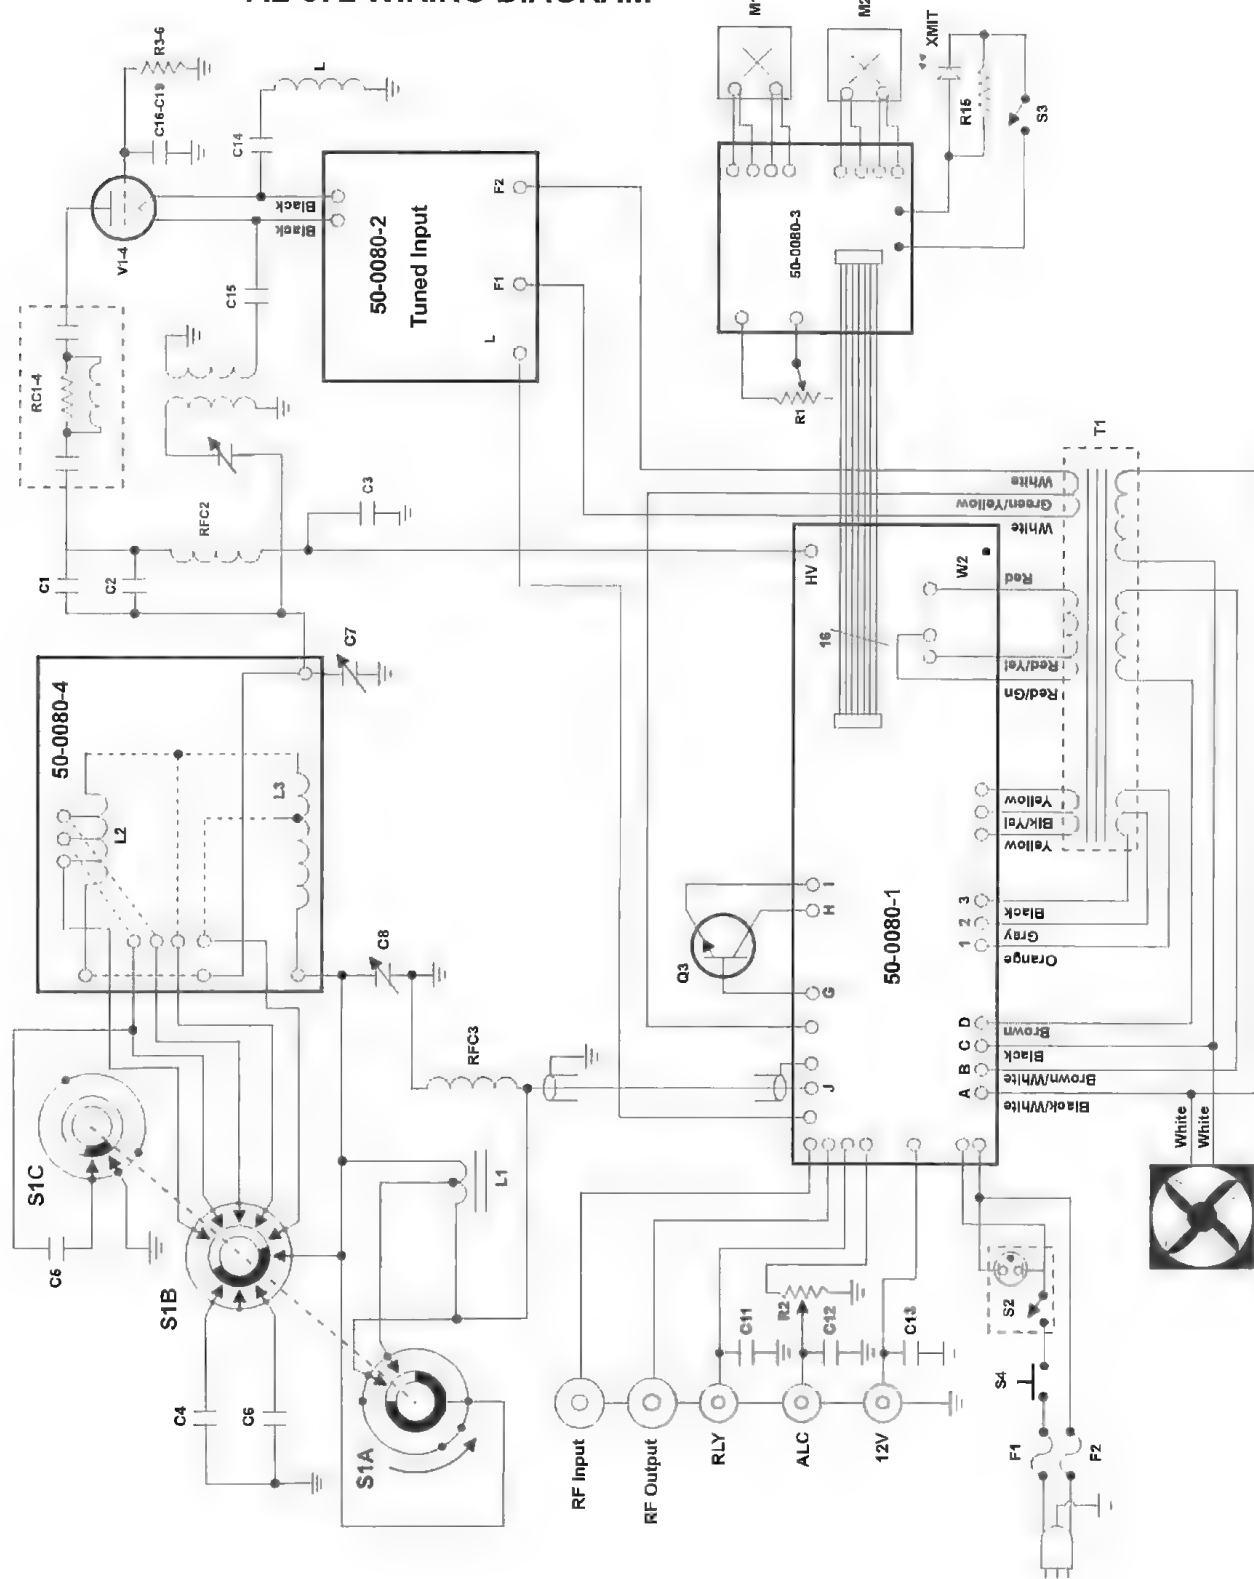 M1
M2
XMIT
R3-6
C16-C19
L
C14
R15
S3
V1-4
Black
Black
50-0080-2
Tuned Input
F2
F1
L
50-0080-3
R1
C15
RC1-4
RFC2
C3
C1
C2
T1
White
Green/Yellow
White
HV
W2
Red
16
Red/Yel
Red/Gn
50-0080-4
L2
L3
C7
C8
Yellow
Blk/Yel
Yellow
50-0080-1
Q3
I
H
G
J
3
2
1
Black
Gray
Orange
D
C
B
A
Brown
Black
Brown/White
Black/White
RFC3
S1C
S1B
S1A
C5
C4
C6
L1
White
White
C11
R2
C12
C13
S2
S4
F1
F2
RF Input
RF Output
RLY
ALC
12V